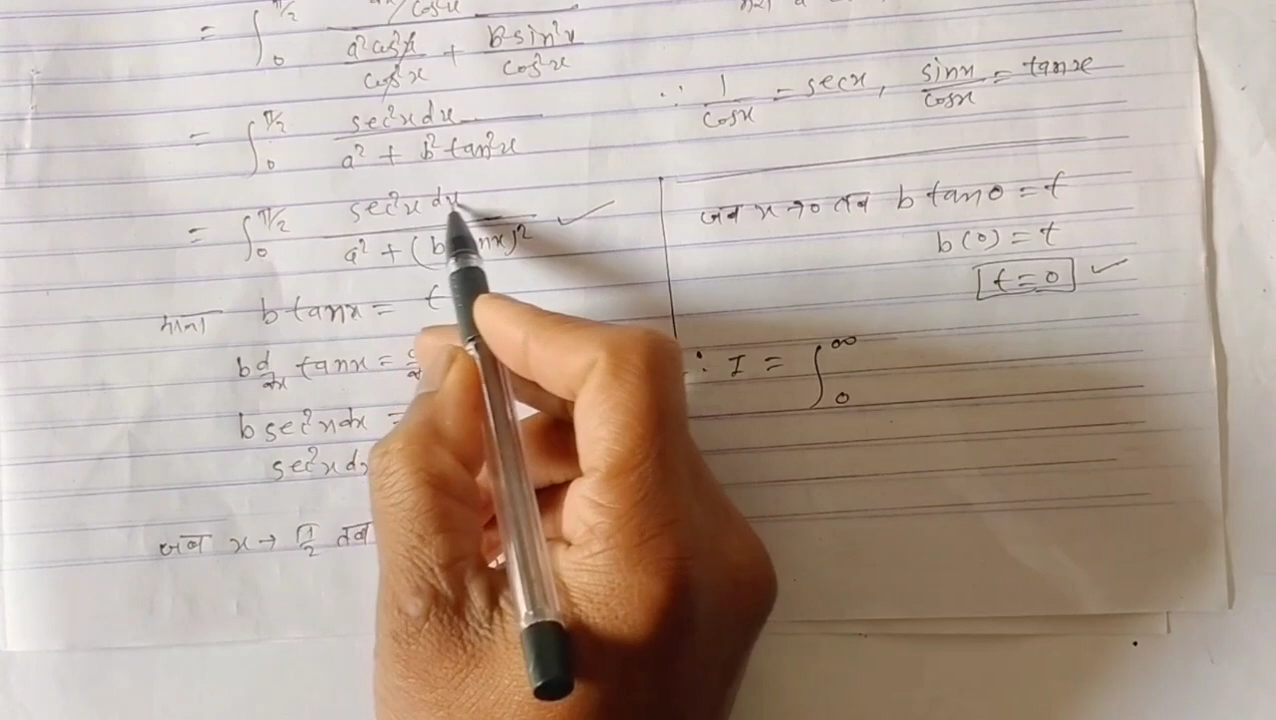 = ∫₀^π/2 / cos²x
a²cos²x / cos²x + b²sin²x / cos²x
= ∫₀^π/2 sec²x dx / a² + b² tan²x
∵ 1/cosx = secx, sinx/cosx = tanx
= ∫₀^π/2 sec²x dx / a² + (b tanx)² ✓
माना b tanx = t
b d/dx tanx =
b sec²x dx =
sec²x dx
जब x → π/2 तब
जब x → 0 तब b tan0 = t
b(0) = t
t = 0 ✓
∴ I = ∫₀^∞